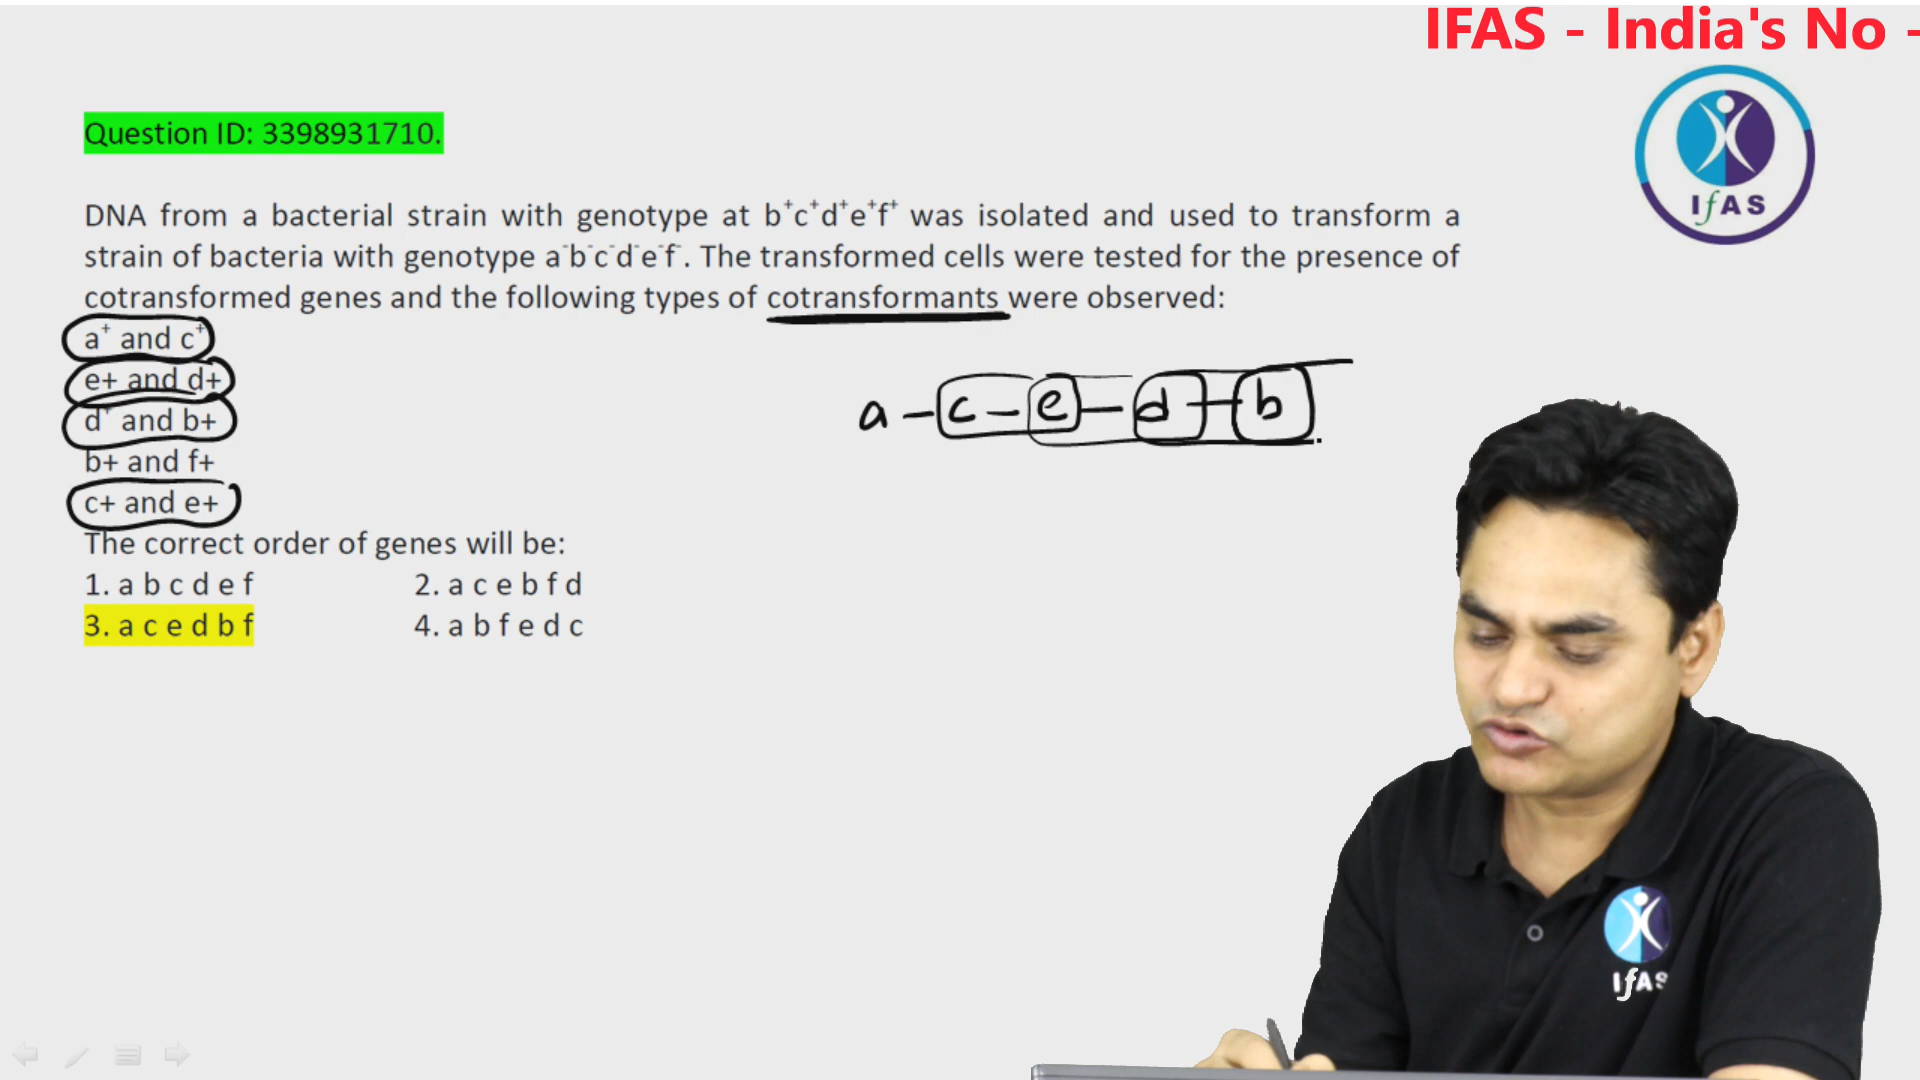 IFAS - India's No -
IfAS
Question ID: 3398931710.
DNA from a bacterial strain with genotype at b⁺c⁺d⁺e⁺f⁺ was isolated and used to transform a
strain of bacteria with genotype a⁻b⁻c⁻d⁻e⁻f⁻. The transformed cells were tested for the presence of
cotransformed genes and the following types of cotransformants were observed:
a⁺ and c⁺
e+ and d+
d⁺ and b+
b+ and f+
c+ and e+
a - c - e - d - b
The correct order of genes will be:
1. a b c d e f 2. a c e b f d
3. a c e d b f 4. a b f e d c
IfAS